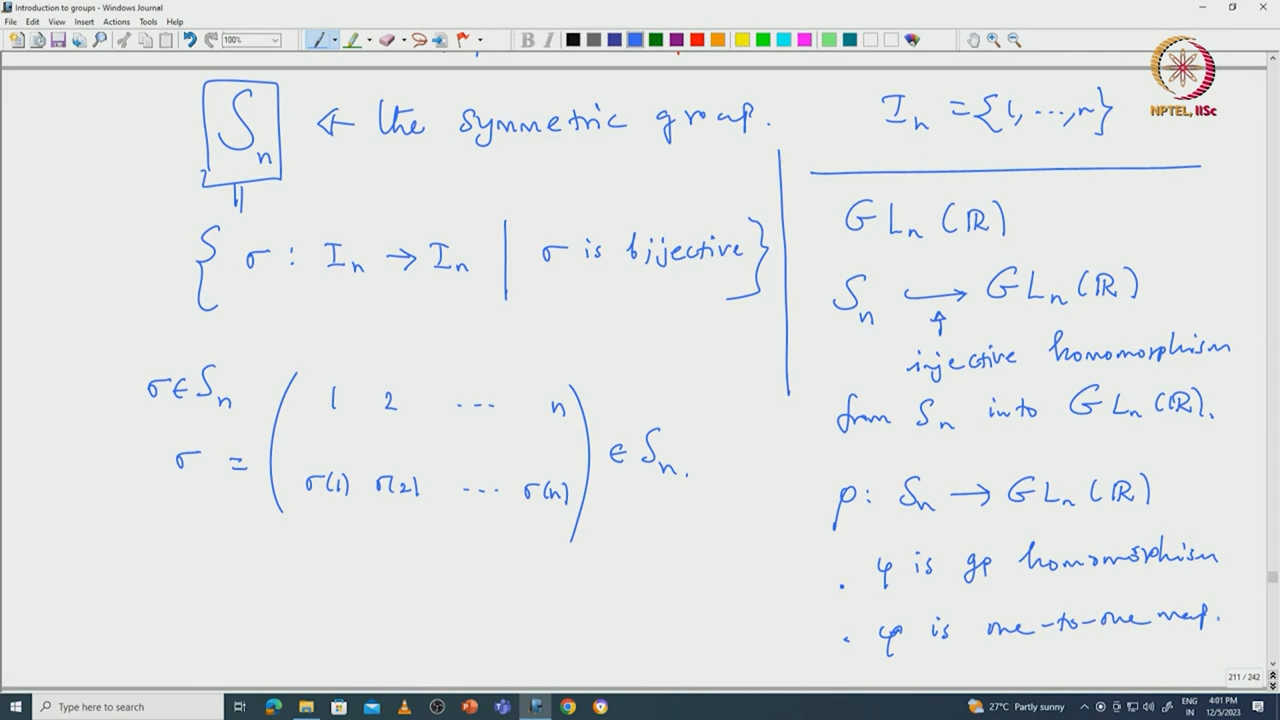 Introduction to groups - Windows Journal
File Edit View Insert Actions Tools Help
100%
B I
NPTEL, IISc
S_n ← the symmetric group.
I_n = {1, ..., n}
||
{ σ : I_n → I_n | σ is bijective }
σ ∈ S_n
σ = ( 1 2 ... n
σ(1) σ(2) ... σ(n) ) ∈ S_n.
GL_n(ℝ)
S_n ⟶ GL_n(ℝ)
↑
injective homomorphism
from S_n into GL_n(ℝ).
φ: S_n → GL_n(ℝ)
. φ is gp homomorphism
. φ is one-to-one map.
211 / 242
Type here to search
27°C Partly sunny
ENG
IN
4:01 PM
12/5/2023